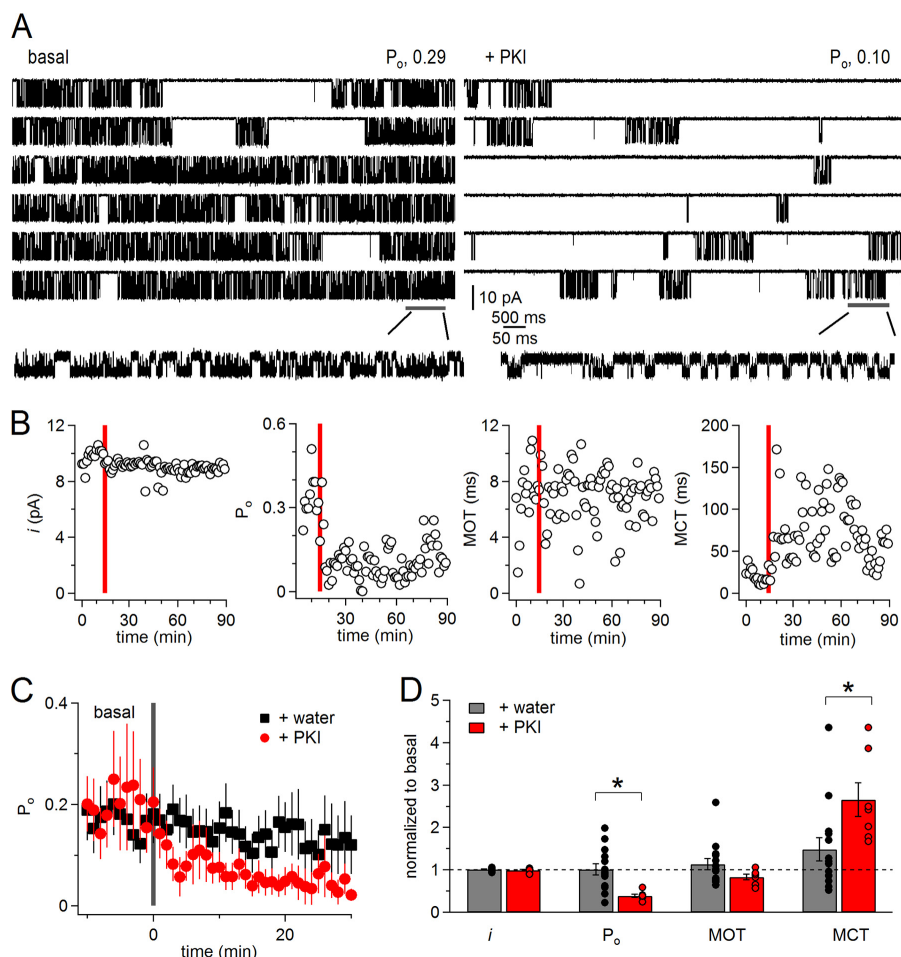 A
basal
Po, 0.29
+ PKI
Po, 0.10
10 pA
500 ms
50 ms
B
12
8
4
0
i (pA)
0 30 60 90
time (min)
0.6
0.3
0
Po
30 60 90
time (min)
12
8
4
0
MOT (ms)
0 30 60 90
time (min)
200
150
100
50
0
MCT (ms)
0 30 60 90
time (min)
C
0.4
0.2
0
Po
basal
+ water
+ PKI
0 20
time (min)
D
5
4
3
2
1
0
normalized to basal
+ water
+ PKI
*
*
i Po MOT MCT